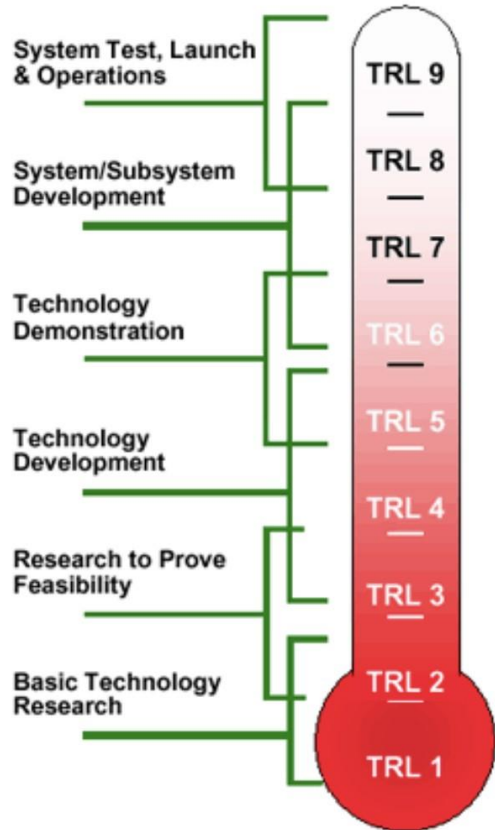 System Test, Launch
& Operations
System/Subsystem
Development
Technology
Demonstration
Technology
Development
Research to Prove
Feasibility
Basic Technology
Research
TRL 9
TRL 8
TRL 7
TRL 6
TRL 5
TRL 4
TRL 3
TRL 2
TRL 1